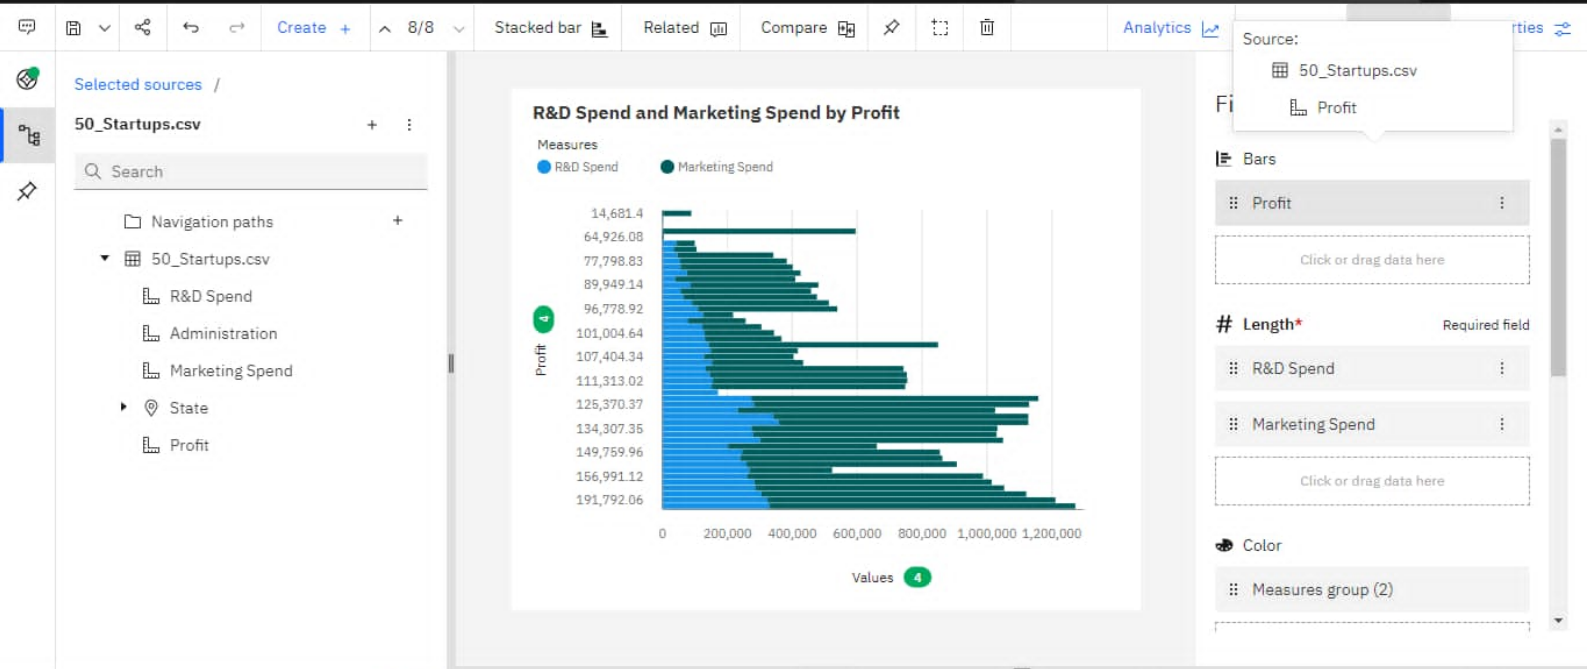 Create +
8/8
Stacked bar
Related
Compare
Analytics
rties
Source:
50_Startups.csv
Profit
Selected sources /
50_Startups.csv
+
Search
Navigation paths
+
50_Startups.csv
R&D Spend
Administration
Marketing Spend
State
Profit
R&D Spend and Marketing Spend by Profit
Measures
R&D Spend
Marketing Spend
14,681.4
64,926.08
77,798.83
89,949.14
96,778.92
101,004.64
107,404.34
111,313.02
125,370.37
134,307.35
149,759.96
156,991.12
191,792.06
Profit
4
0 200,000 400,000 600,000 800,000 1,000,000 1,200,000
Values 4
Fi
Bars
Profit
Click or drag data here
# Length* Required field
R&D Spend
Marketing Spend
Click or drag data here
Color
Measures group (2)